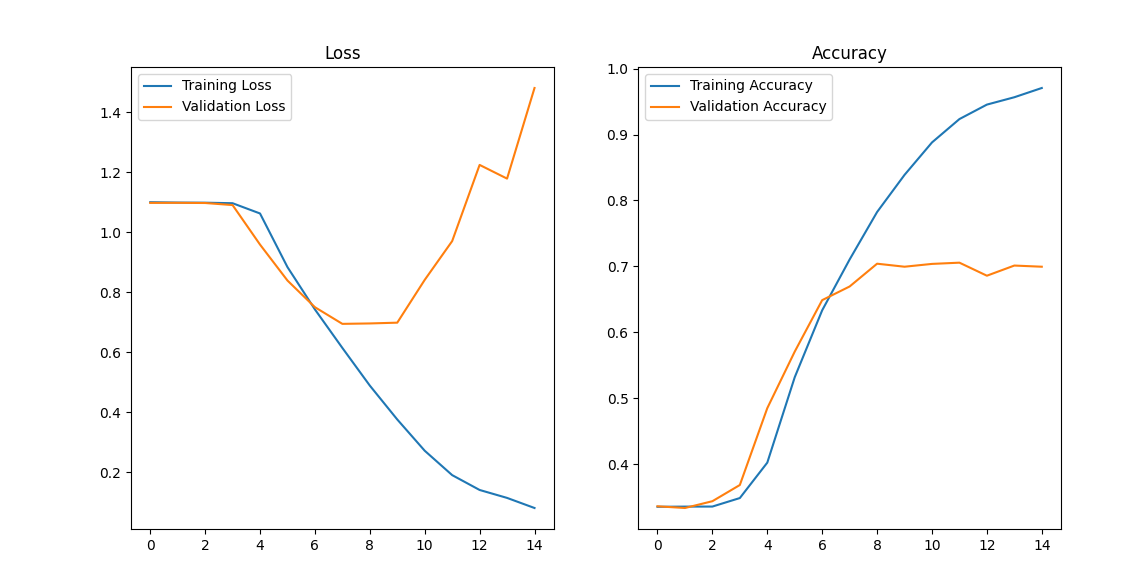 Loss
Training Loss
Validation Loss
1.4
1.2
1.0
0.8
0.6
0.4
0.2
0 2 4 6 8 10 12 14
Accuracy
Training Accuracy
Validation Accuracy
1.0
0.9
0.8
0.7
0.6
0.5
0.4
0 2 4 6 8 10 12 14